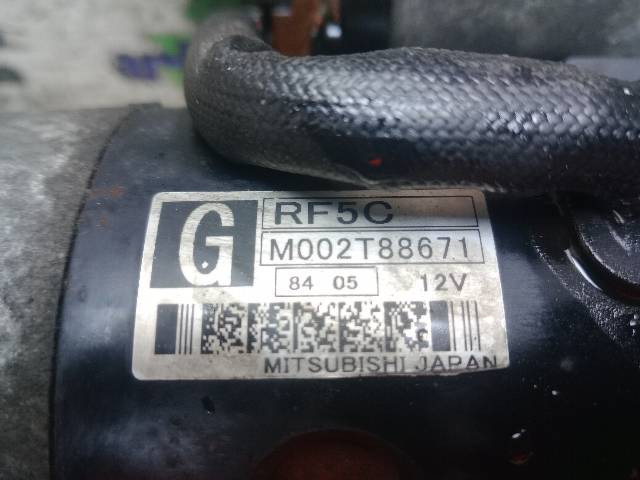 G
RF5C
M002T88671
84 05 12V
MITSUBISHI JAPAN